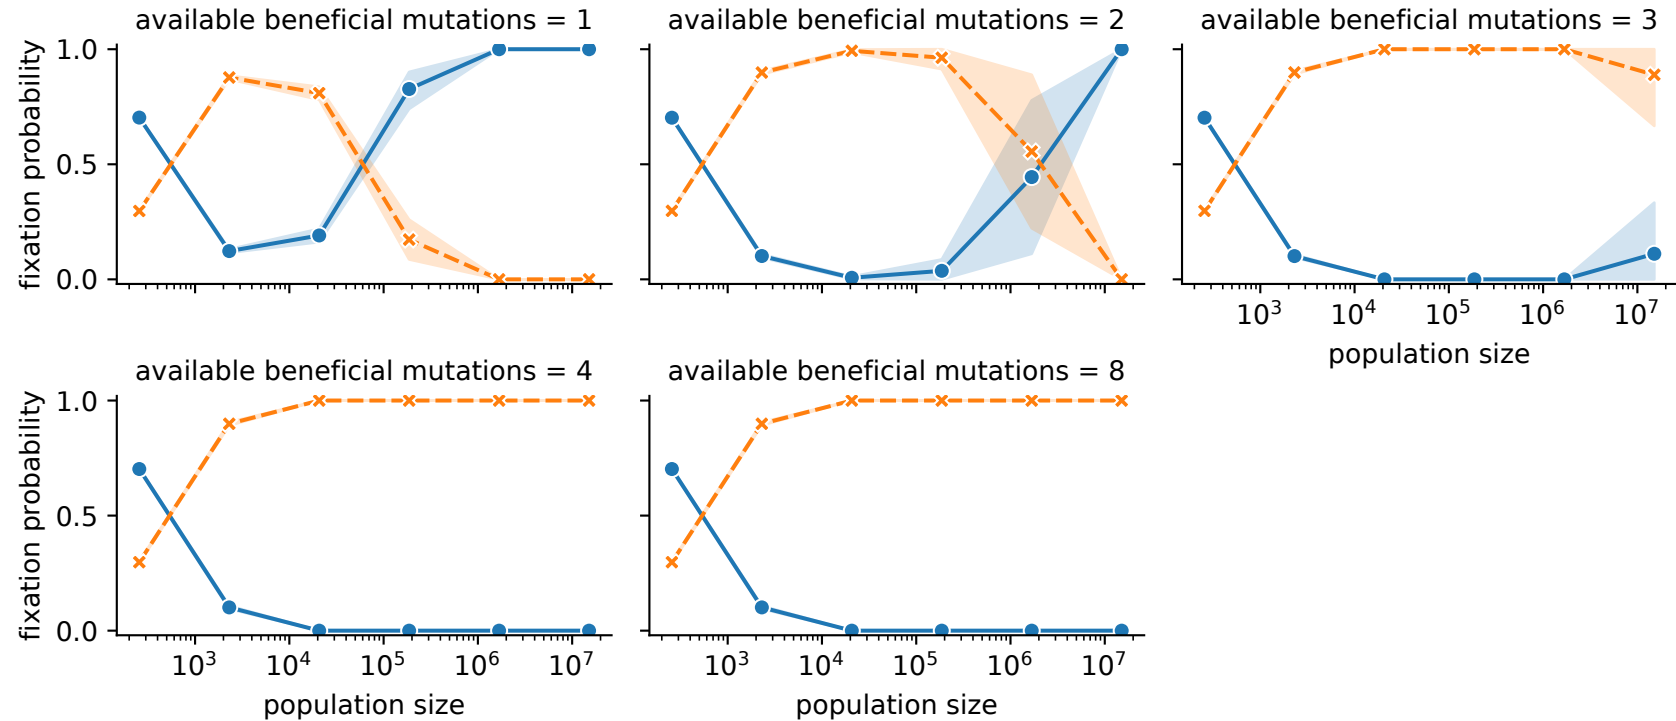 available beneficial mutations = 1
available beneficial mutations = 2
available beneficial mutations = 3
fixation probability
1.0
0.5
0.0
10³ 10⁴ 10⁵ 10⁶ 10⁷
population size
available beneficial mutations = 4
available beneficial mutations = 8
fixation probability
1.0
0.5
0.0
10³ 10⁴ 10⁵ 10⁶ 10⁷
10³ 10⁴ 10⁵ 10⁶ 10⁷
population size
population size